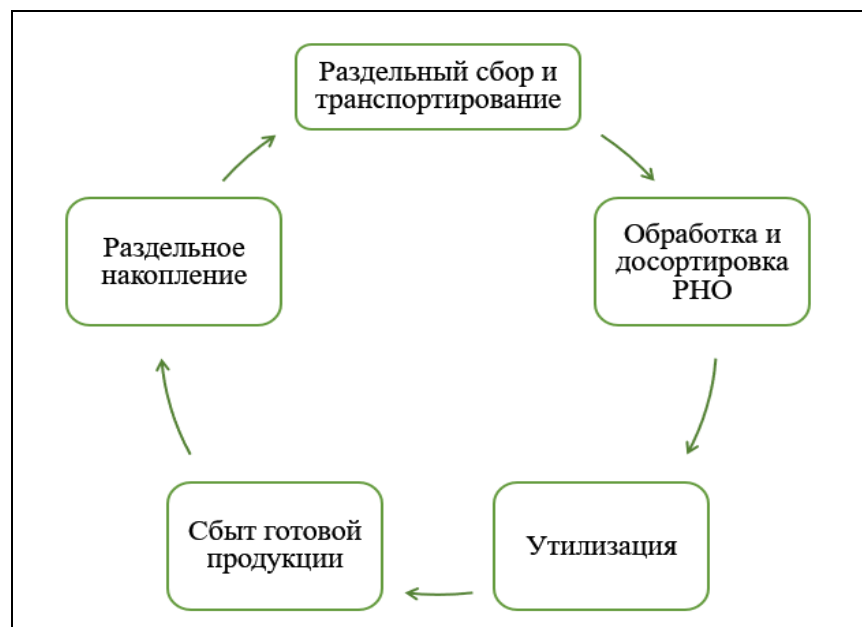 Раздельный сбор и
транспортирование
Обработка и
досортировка
РНО
Утилизация
Сбыт готовой
продукции
Раздельное
накопление